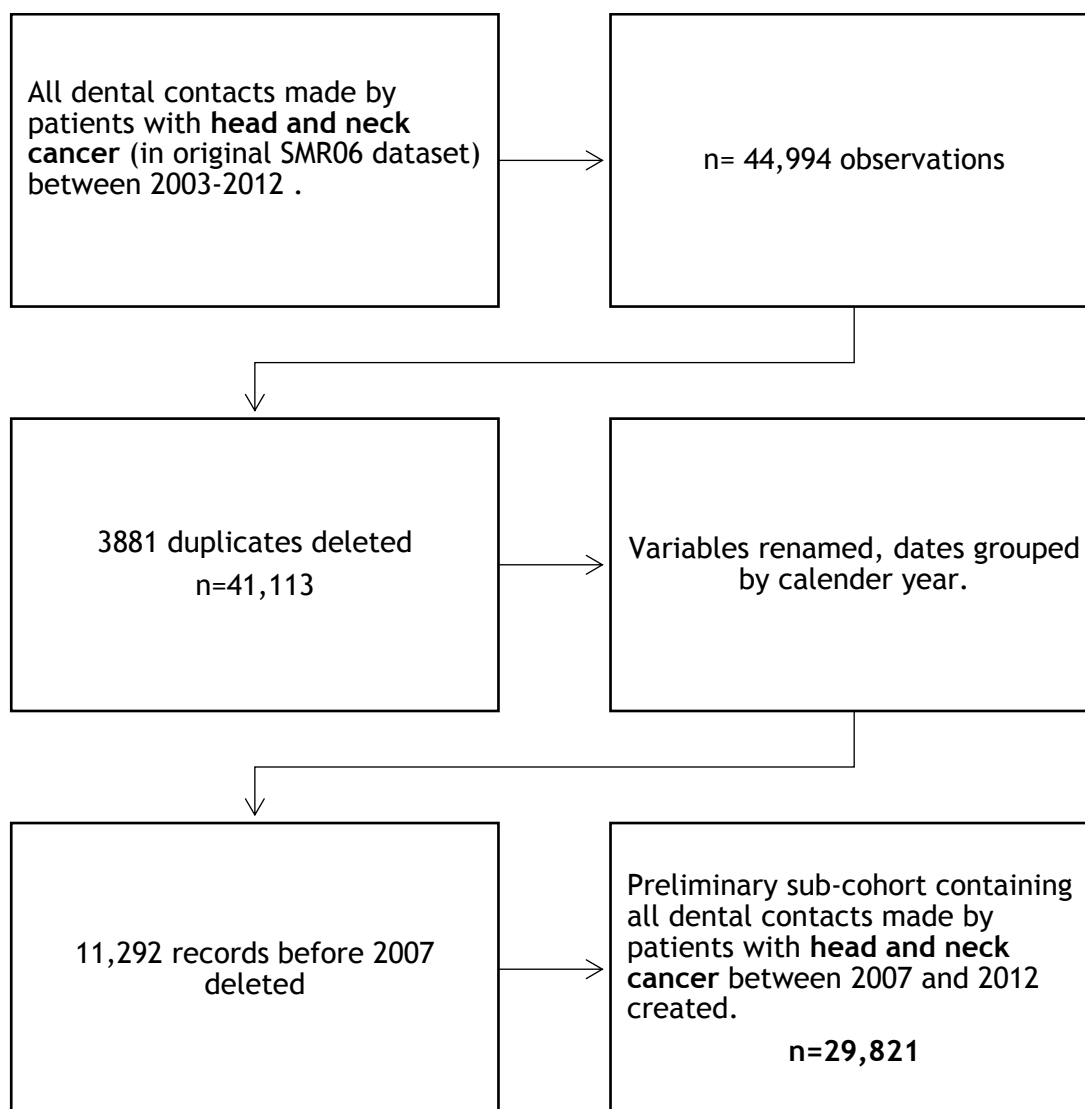 All dental contacts made by
patients with head and neck
cancer (in original SMR06 dataset)
between 2003-2012 .
n= 44,994 observations
3881 duplicates deleted
n=41,113
Variables renamed, dates grouped
by calender year.
11,292 records before 2007
deleted
Preliminary sub-cohort containing
all dental contacts made by
patients with head and neck
cancer between 2007 and 2012
created.
n=29,821